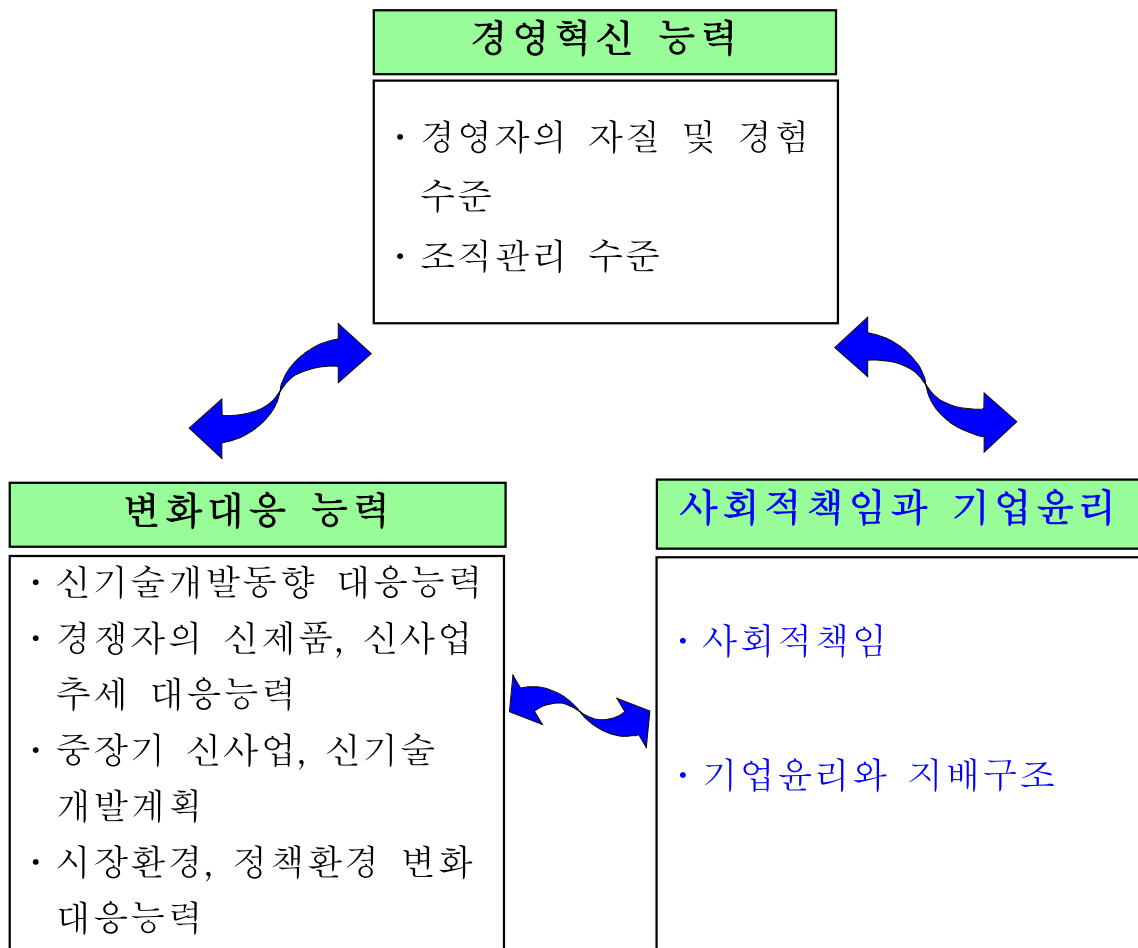 경영혁신 능력
· 경영자의 자질 및 경험
수준
· 조직관리 수준
변화대응 능력
· 신기술개발동향 대응능력
· 경쟁자의 신제품, 신사업
추세 대응능력
· 중장기 신사업, 신기술
개발계획
· 시장환경, 정책환경 변화
대응능력
사회적책임과 기업윤리
· 사회적책임
· 기업윤리와 지배구조